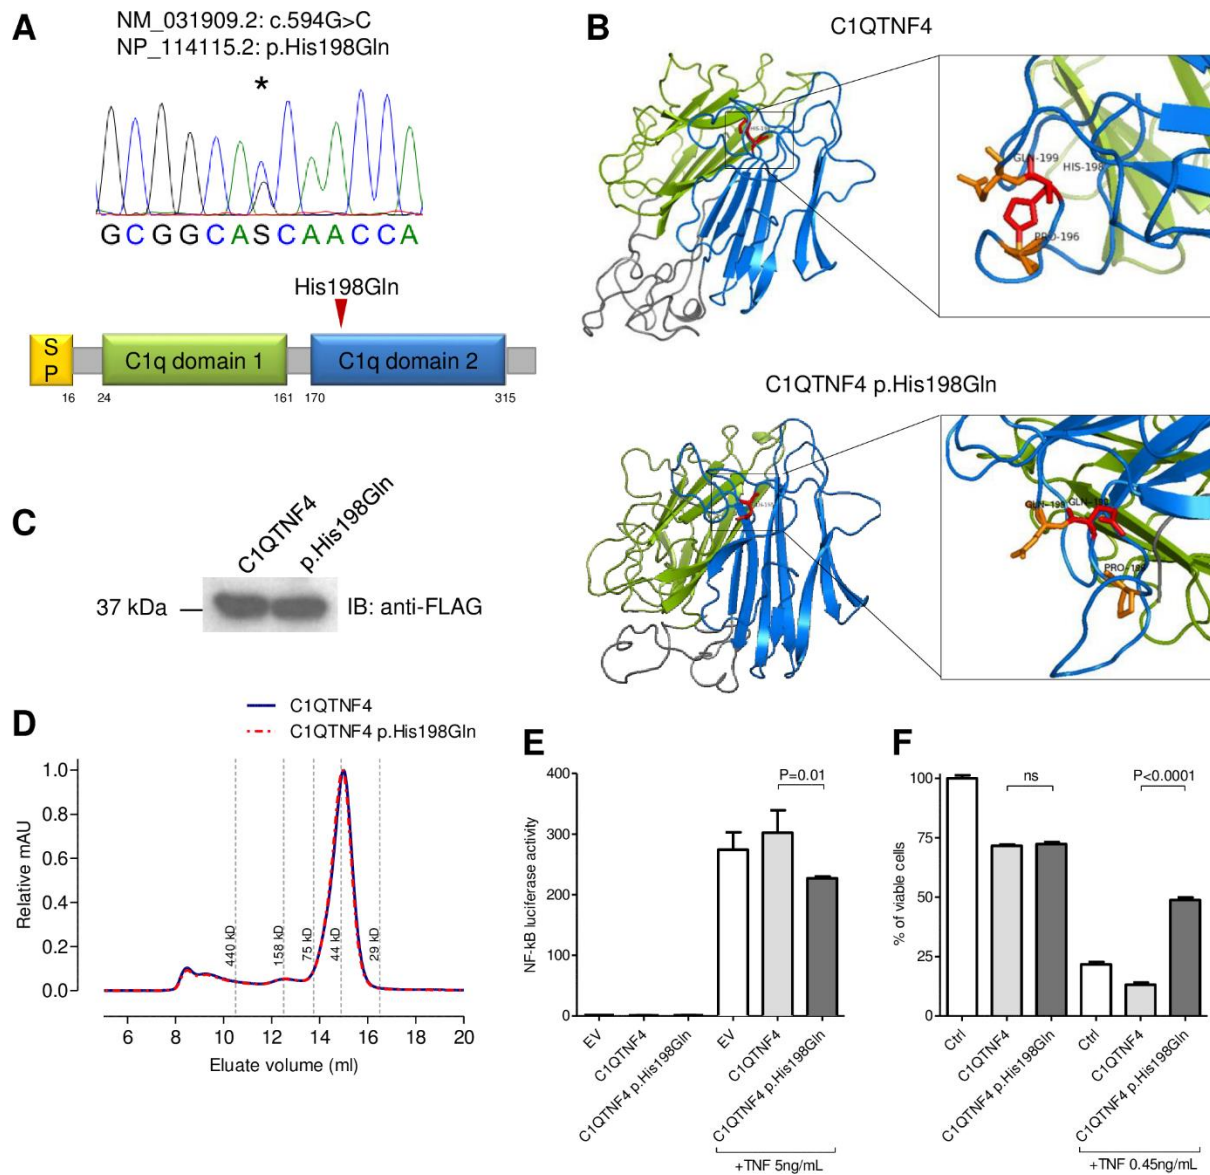 A
NM_031909.2: c.594G>C
NP_114115.2: p.His198Gln
*
G C G G C A S C A A C C A
His198Gln
SP
C1q domain 1
C1q domain 2
16 24 161 170 315
B
C1QTNF4
GLN-199
HIS-198
PRO-196
C1QTNF4 p.His198Gln
C
C1QTNF4
p.His198Gln
37 kDa
IB: anti-FLAG
D
C1QTNF4
C1QTNF4 p.His198Gln
Relative mAU
1.0
0.8
0.6
0.4
0.2
0.0
440 kD
158 kD
75 kD
44 kD
29 kD
6 8 10 12 14 16 18 20
Eluate volume (ml)
E
NF-kB luciferase activity
400
300
200
100
0
P=0.01
EV
C1QTNF4
C1QTNF4 p.His198Gln
EV
C1QTNF4
C1QTNF4 p.His198Gln
+TNF 5ng/mL
F
% of viable cells
100
75
50
25
0
ns
P<0.0001
Ctrl
C1QTNF4
C1QTNF4 p.His198Gln
Ctrl
C1QTNF4
C1QTNF4 p.His198Gln
+TNF 0.45ng/mL